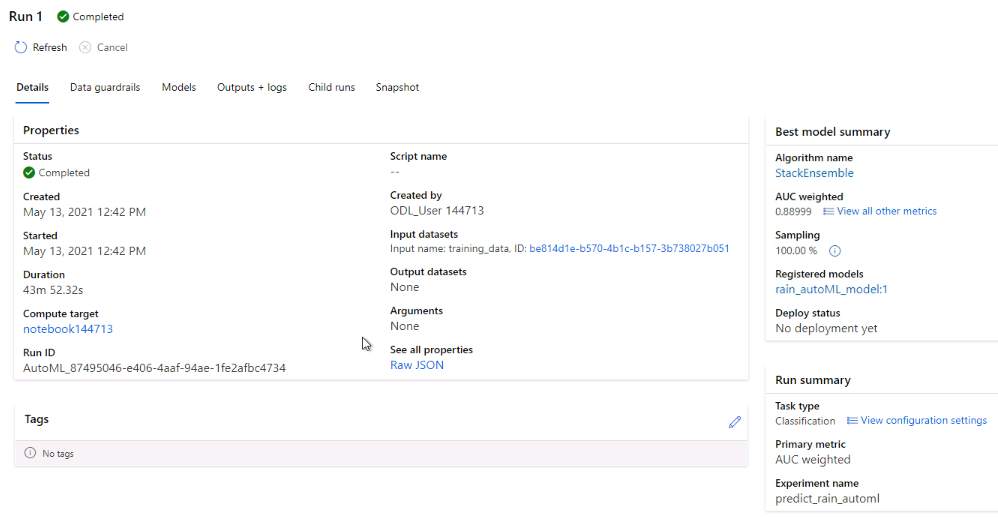 Run 1 Completed
Refresh Cancel
Details Data guardrails Models Outputs + logs Child runs Snapshot
Properties
Status
Completed
Created
May 13, 2021 12:42 PM
Started
May 13, 2021 12:42 PM
Duration
43m 52.32s
Compute target
notebook144713
Run ID
AutoML_87495046-e406-4aaf-94ae-1fe2afbc4734
Script name
--
Created by
ODL_User 144713
Input datasets
Input name: training_data, ID: be814d1e-b570-4b1c-b157-3b738027b051
Output datasets
None
Arguments
None
See all properties
Raw JSON
Tags
No tags
Best model summary
Algorithm name
StackEnsemble
AUC weighted
0.88999 View all other metrics
Sampling
100.00 %
Registered models
rain_autoML_model:1
Deploy status
No deployment yet
Run summary
Task type
Classification View configuration settings
Primary metric
AUC weighted
Experiment name
predict_rain_automl